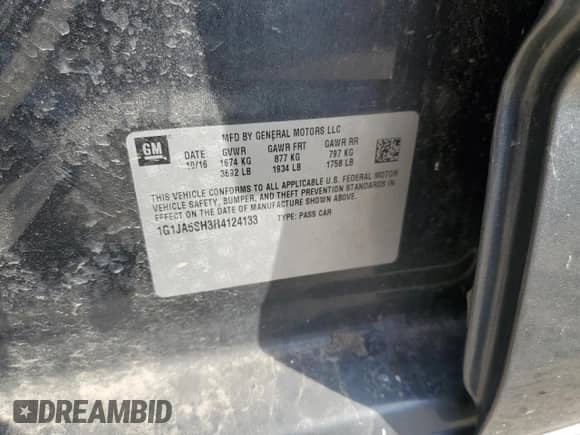 GM
MFD BY GENERAL MOTORS LLC
DATE GVWR GAWR FRT GAWR RR
10/16 1674 KG 877 KG 797 KG
3692 LB 1934 LB 1758 LB
THIS VEHICLE CONFORMS TO ALL APPLICABLE U.S. FEDERAL MOTOR
VEHICLE SAFETY, BUMPER, AND THEFT PREVENTION STANDARDS IN
EFFECT ON THE DATE OF MANUFACTURE SHOWN ABOVE.
1G1JA5SH3H4124133 TYPE: PASS CAR
DREAMBID